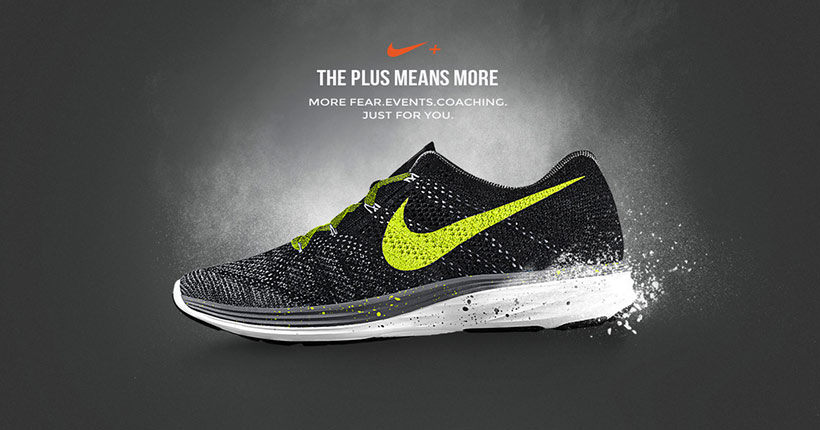 THE PLUS MEANS MORE
MORE FEAR.EVENTS.COACHING.
JUST FOR YOU.